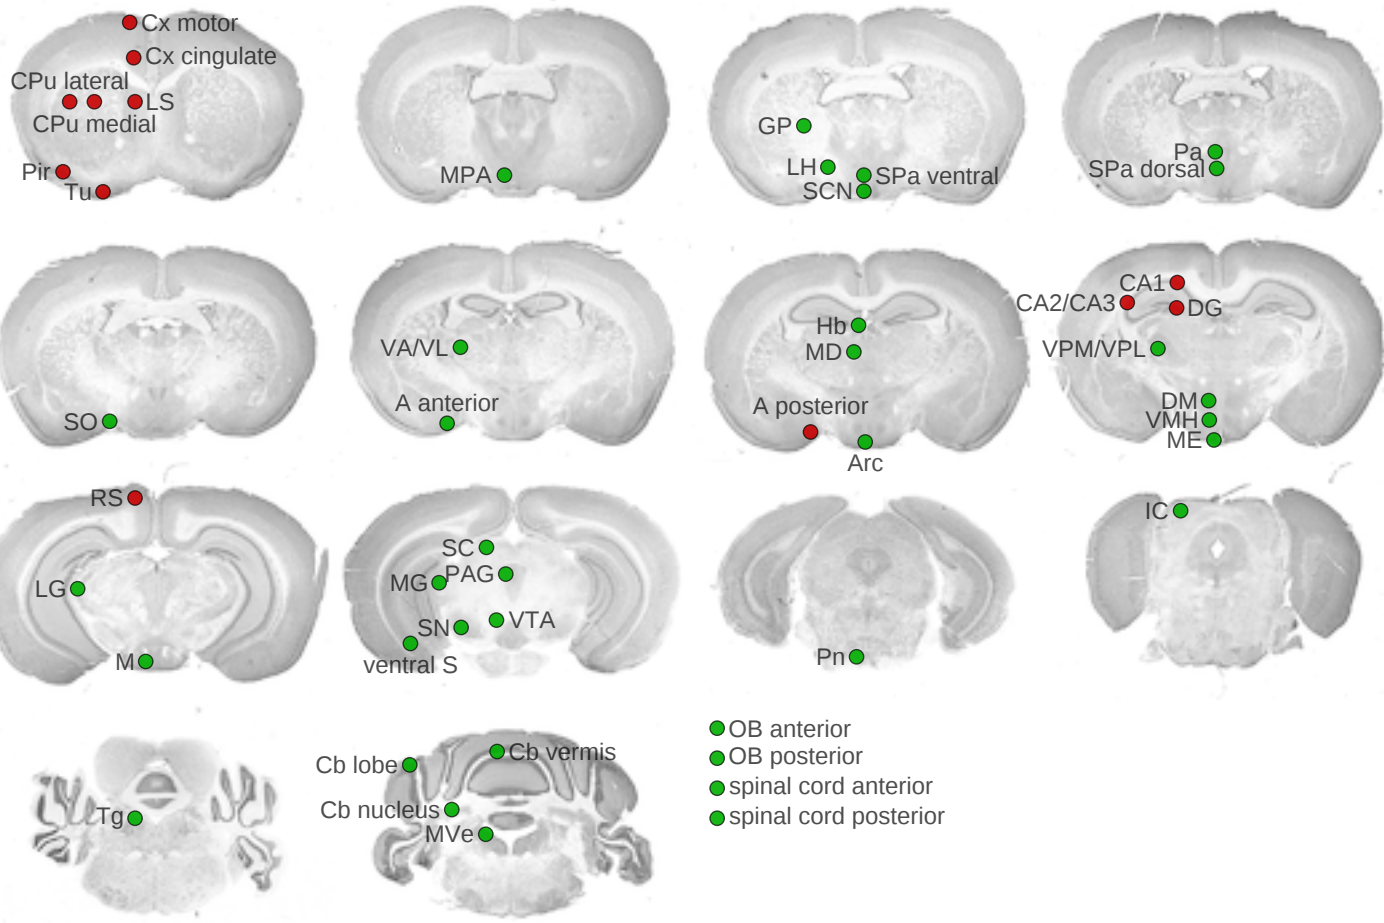 Cx motor
Cx cingulate
CPu lateral
LS
CPu medial
Pir
Tu
MPA
GP
LH
SPa ventral
SCN
Pa
SPa dorsal
SO
VA/VL
A anterior
Hb
MD
A posterior
Arc
CA1
CA2/CA3
DG
VPM/VPL
DM
VMH
ME
RS
LG
M
SC
MG
PAG
SN
VTA
ventral S
Pn
IC
Tg
Cb lobe
Cb vermis
Cb nucleus
MVe
OB anterior
OB posterior
spinal cord anterior
spinal cord posterior